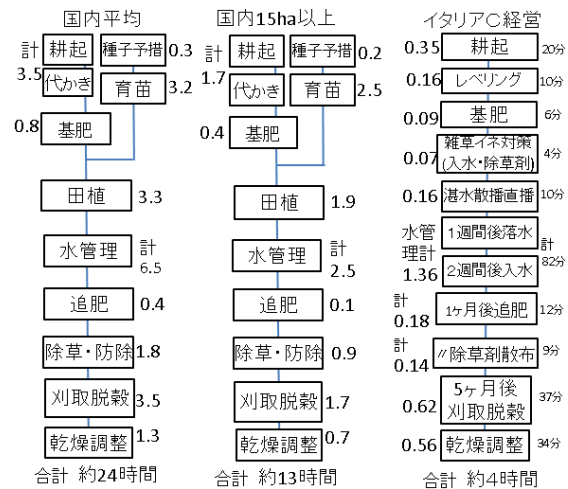 国内平均
計
3.5
耕起
種子予措
0.3
代かき
育苗
3.2
0.8
基肥
田植
3.3
水管理
計
6.5
追肥
0.4
除草・防除
1.8
刈取脱穀
3.5
乾燥調整
1.3
合計 約24時間
国内15ha以上
計
1.7
耕起
種子予措
0.2
代かき
育苗
2.5
0.4
基肥
田植
1.9
水管理
計
2.5
追肥
0.1
除草・防除
0.9
刈取脱穀
1.7
乾燥調整
0.7
合計 約13時間
イタリアC経営
0.35
耕起
20分
0.16
レベリング
10分
0.09
基肥
6分
0.07
雑草イネ対策
(入水・除草剤)
4分
0.16
湛水散播直播
10分
水管
理計
1.36
1週間後落水
2週間後入水
計
82分
計
0.18
1ヶ月後追肥
12分
計
0.14
〃除草剤散布
9分
0.62
5ヶ月後
刈取脱穀
37分
0.56
乾燥調整
34分
合計 約4時間